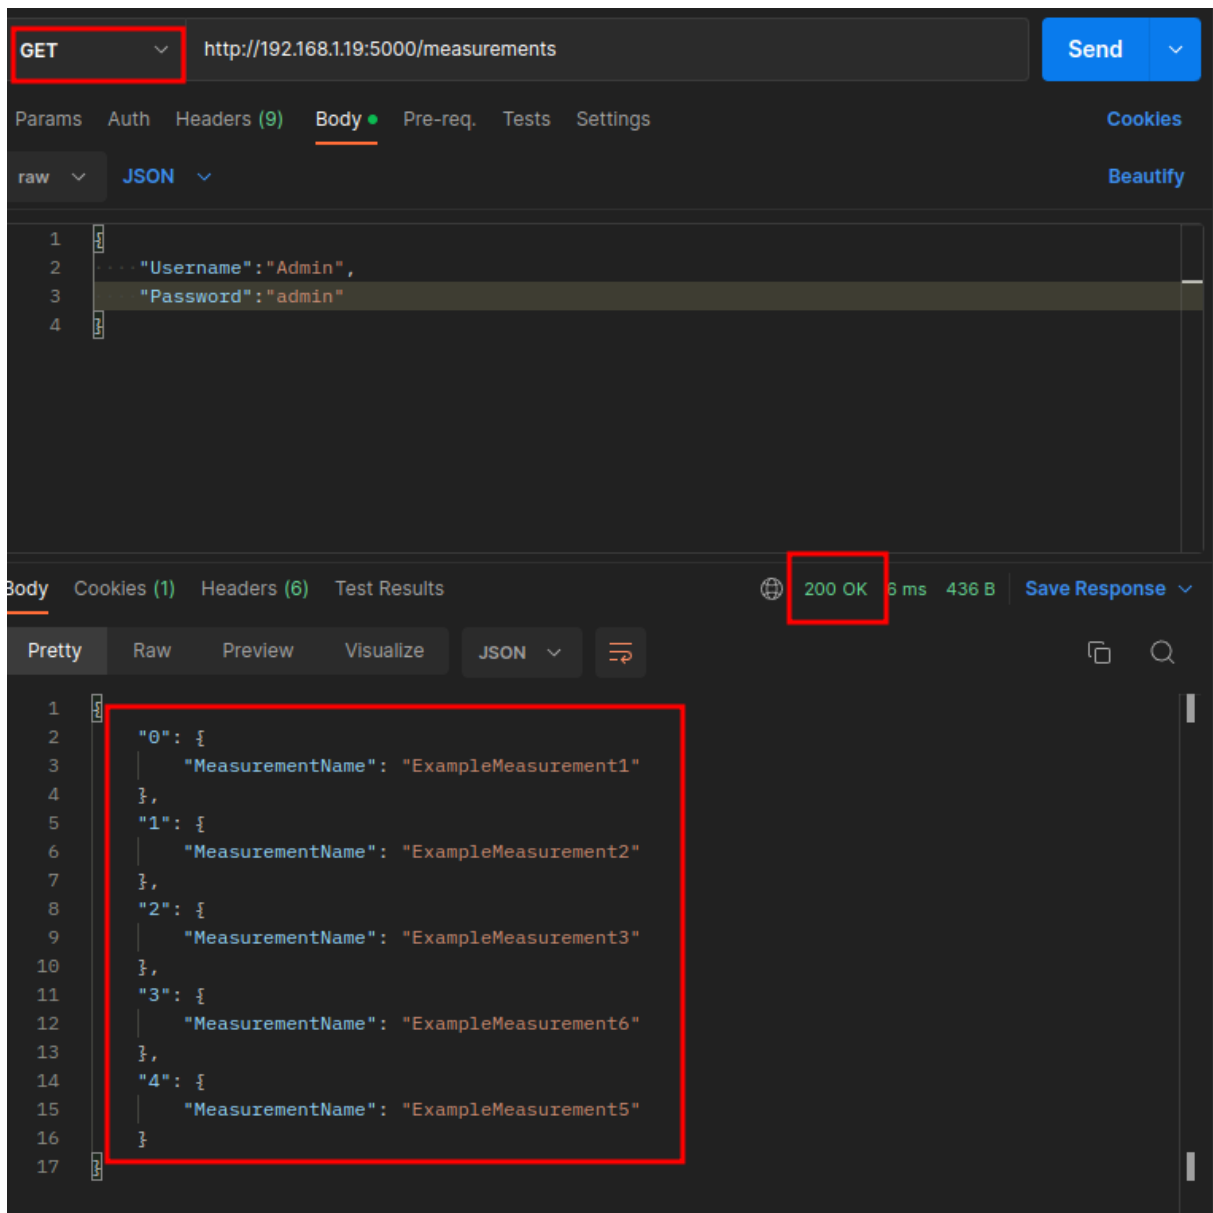 GET http://192.168.1.19:5000/measurements Send
Params Auth Headers (9) Body Pre-req. Tests Settings Cookies
raw JSON Beautify
1 {
2 "Username":"Admin",
3 "Password":"admin"
4 }
Body Cookies (1) Headers (6) Test Results 200 OK 6 ms 436 B Save Response
Pretty Raw Preview Visualize JSON
1 {
2 "0": {
3 "MeasurementName": "ExampleMeasurement1"
4 },
5 "1": {
6 "MeasurementName": "ExampleMeasurement2"
7 },
8 "2": {
9 "MeasurementName": "ExampleMeasurement3"
10 },
11 "3": {
12 "MeasurementName": "ExampleMeasurement6"
13 },
14 "4": {
15 "MeasurementName": "ExampleMeasurement5"
16 }
17 }